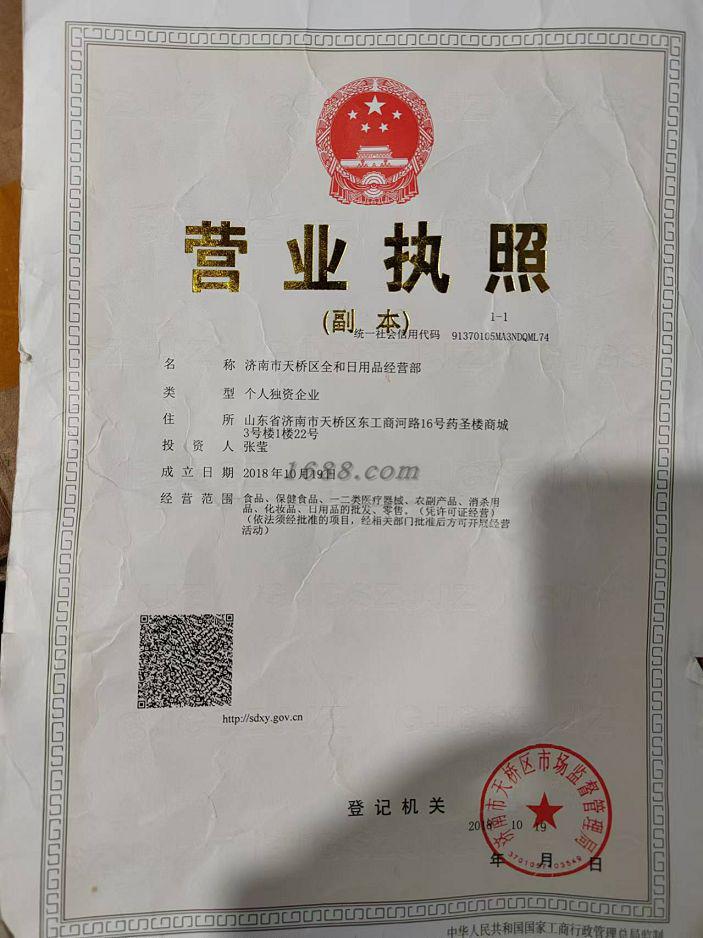 营业执照
(副 本)
1-1
统一社会信用代码 91370105MA3NDQML74
名 称 济南市天桥区全和日用品经营部
类 型 个人独资企业
住 所 山东省济南市天桥区东工商河路16号药圣楼商城
3号楼1楼22号
投 资 人 张莹
成 立 日 期 2018年10月19日
1688.com
经 营 范 围 食品、保健食品、一二类医疗器械、农副产品、消杀用
品、化妆品、日用品的批发、零售。（凭许可证经营）
（依法须经批准的项目，经相关部门批准后方可开展经营
活动）
http://sdxy.gov.cn
登 记 机 关
济南市天桥区市场监督管理局
2018 10 19
年 月 日
中华人民共和国国家工商行政管理总局监制